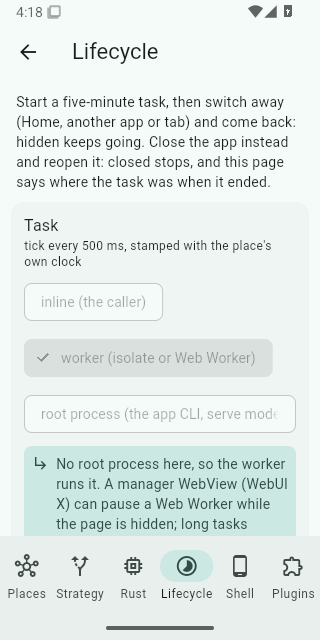 4:18
Lifecycle
Start a five-minute task, then switch away
(Home, another app or tab) and come back:
hidden keeps going. Close the app instead
and reopen it: closed stops, and this page
says where the task was when it ended.
Task
tick every 500 ms, stamped with the place's
own clock
inline (the caller)
worker (isolate or Web Worker)
root process (the app CLI, serve mode
No root process here, so the worker
runs it. A manager WebView (WebUI
X) can pause a Web Worker while
the page is hidden; long tasks
Places Strategy Rust Lifecycle Shell Plugins